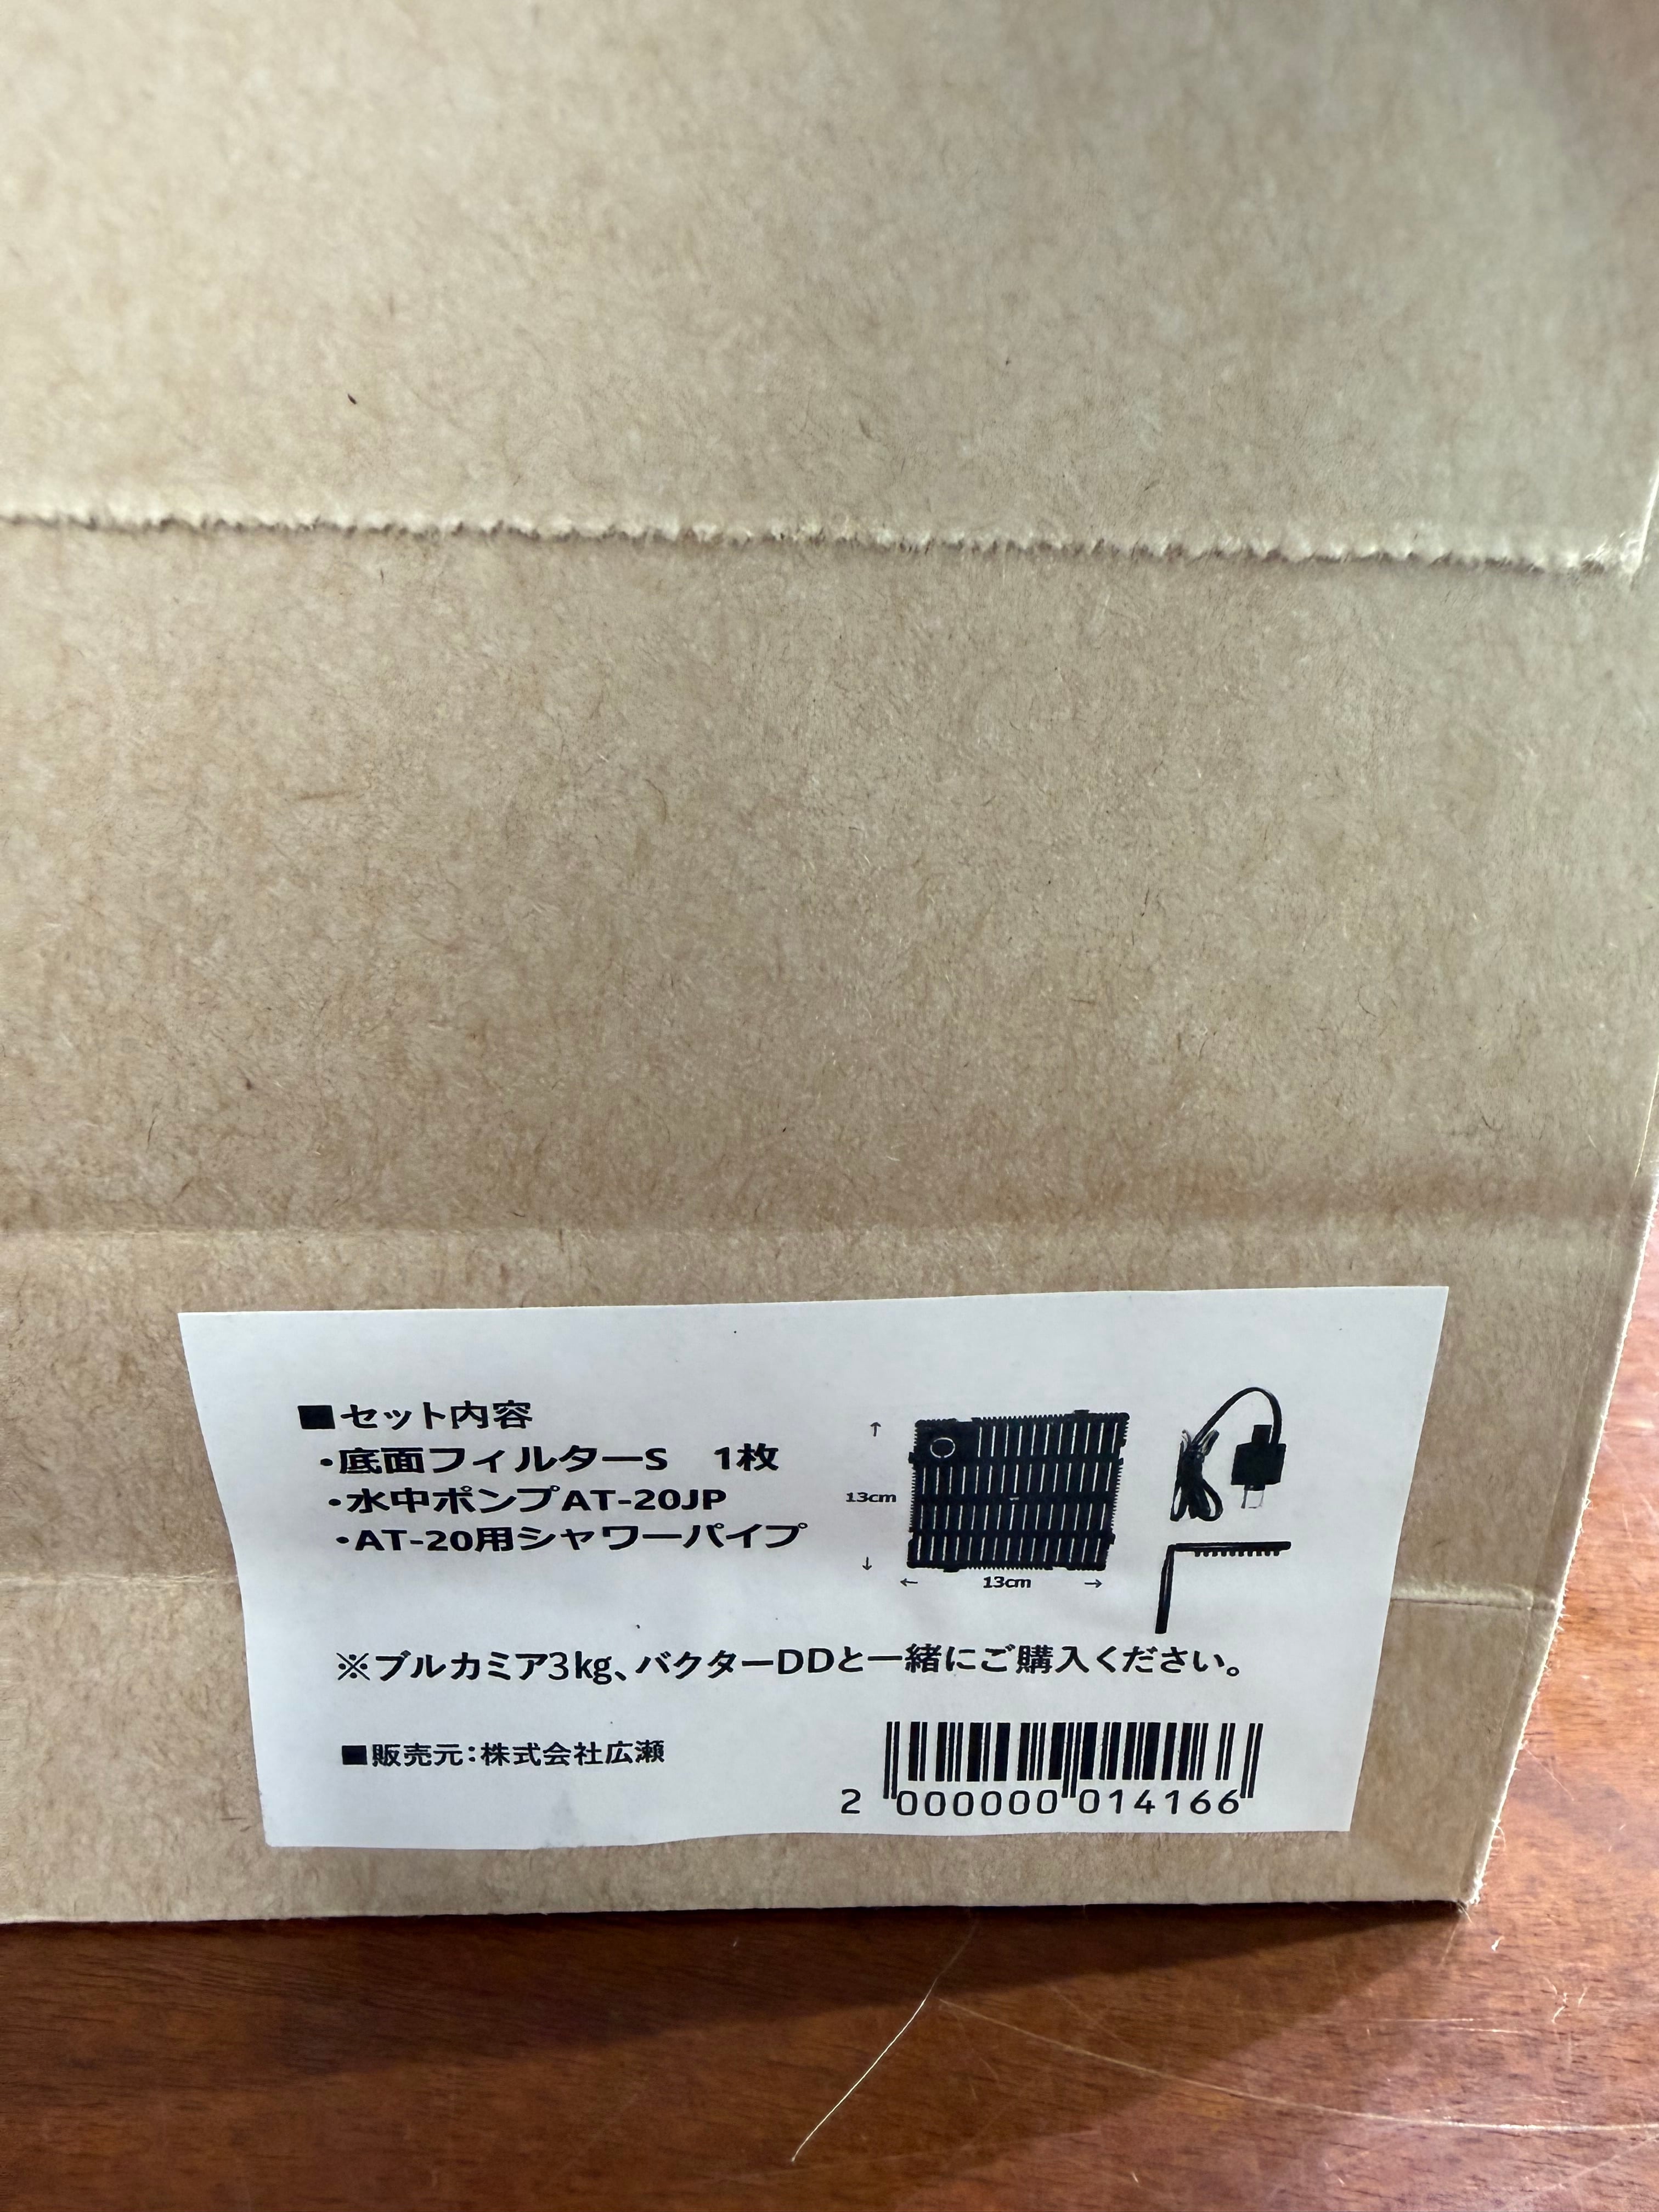 ■セット内容
・底面フィルターS　1枚
・水中ポンプAT-20JP
・AT-20用シャワーパイプ
13cm
13cm
※ブルカミア3kg、バクターDDと一緒にご購入ください。
■販売元：株式会社広瀬
2 000000 014166